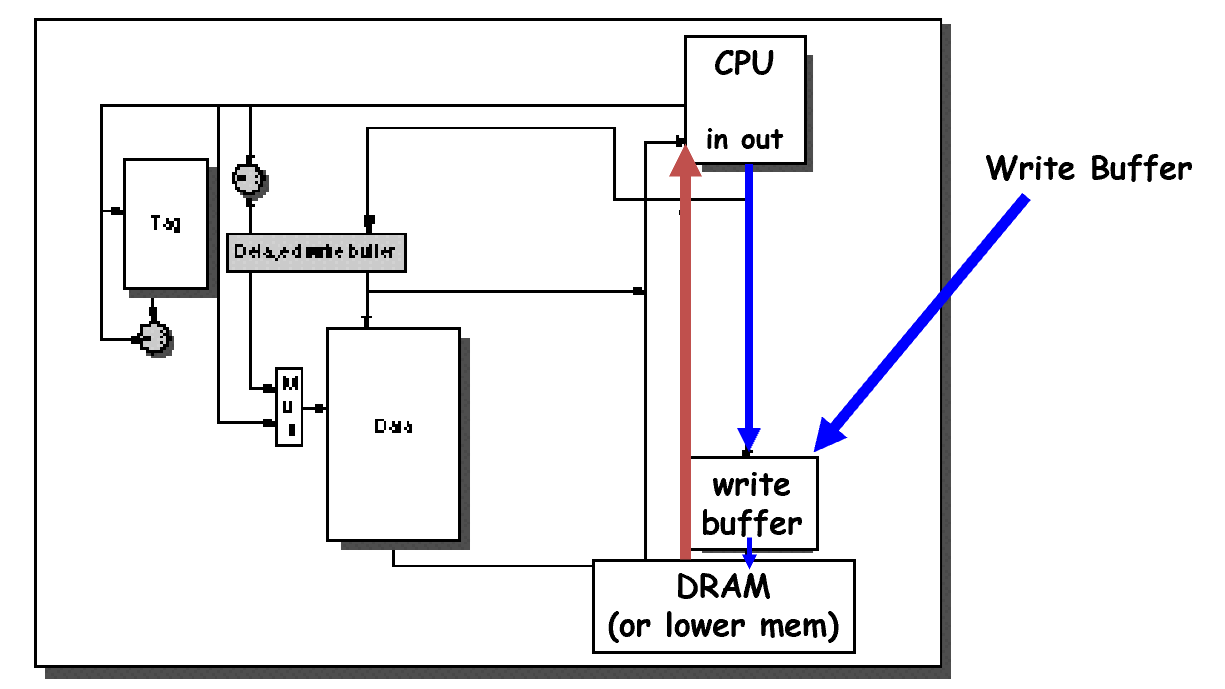 CPU
in out
Write Buffer
Tag
Delayed write buffer
Data
write
buffer
DRAM
(or lower mem)